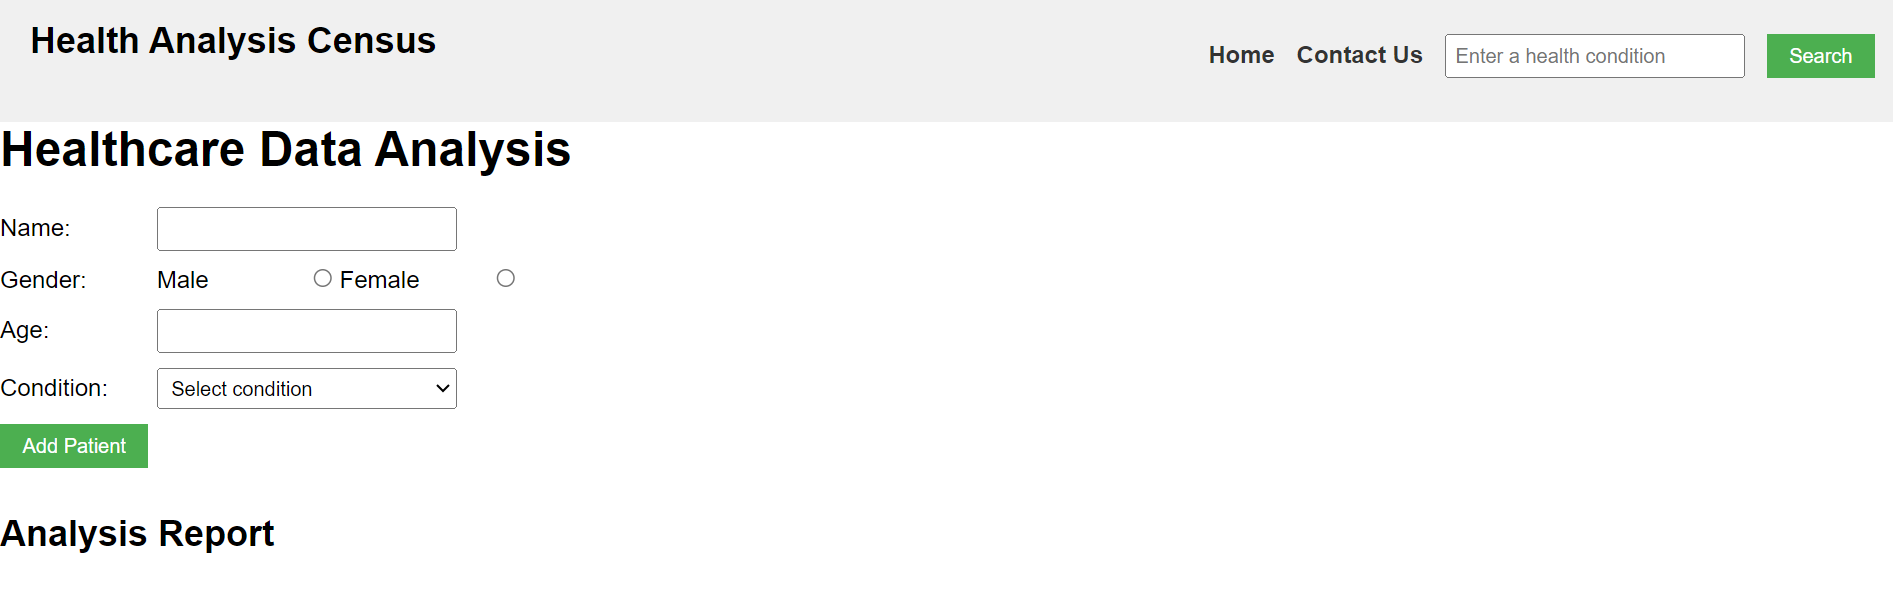 Health Analysis Census
Home Contact Us Enter a health condition Search
Healthcare Data Analysis
Name:
Gender: Male Female
Age:
Condition: Select condition
Add Patient
Analysis Report